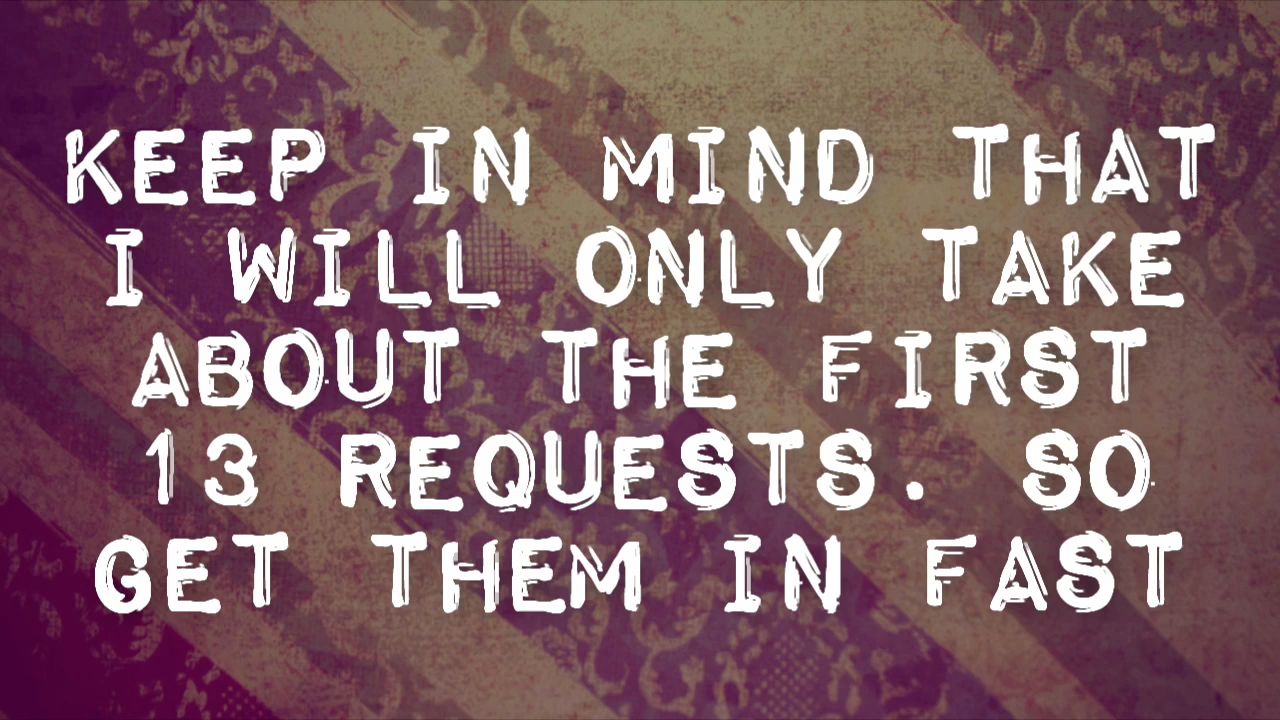 KEEP IN MIND THAT
I WILL ONLY TAKE
ABOUT THE FIRST
13 REQUESTS. SO
GET THEM IN FAST